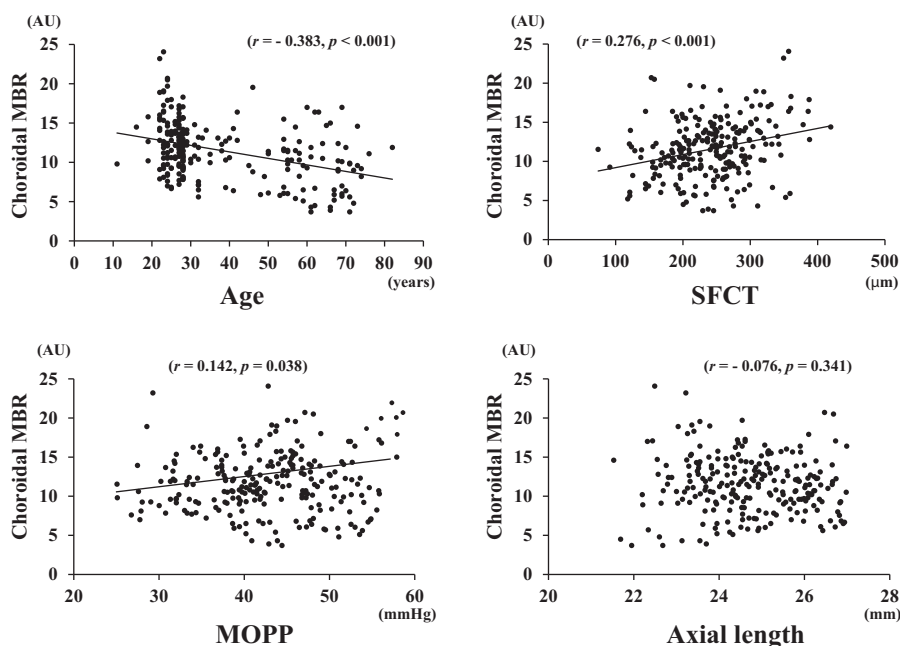 (AU)
(r = - 0.383, p < 0.001)
25
20
15
10
5
0
Choroidal MBR
0 10 20 30 40 50 60 70 80 90
(years)
Age
(r = 0.276, p < 0.001)
25
20
15
10
5
0
Choroidal MBR
0 100 200 300 400 500
(μm)
SFCT
(AU)
(r = 0.142, p = 0.038)
25
20
15
10
5
0
Choroidal MBR
20 30 40 50 60
(mmHg)
MOPP
(AU)
(r = - 0.076, p = 0.341)
25
20
15
10
5
0
Choroidal MBR
20 22 24 26 28
(mm)
Axial length